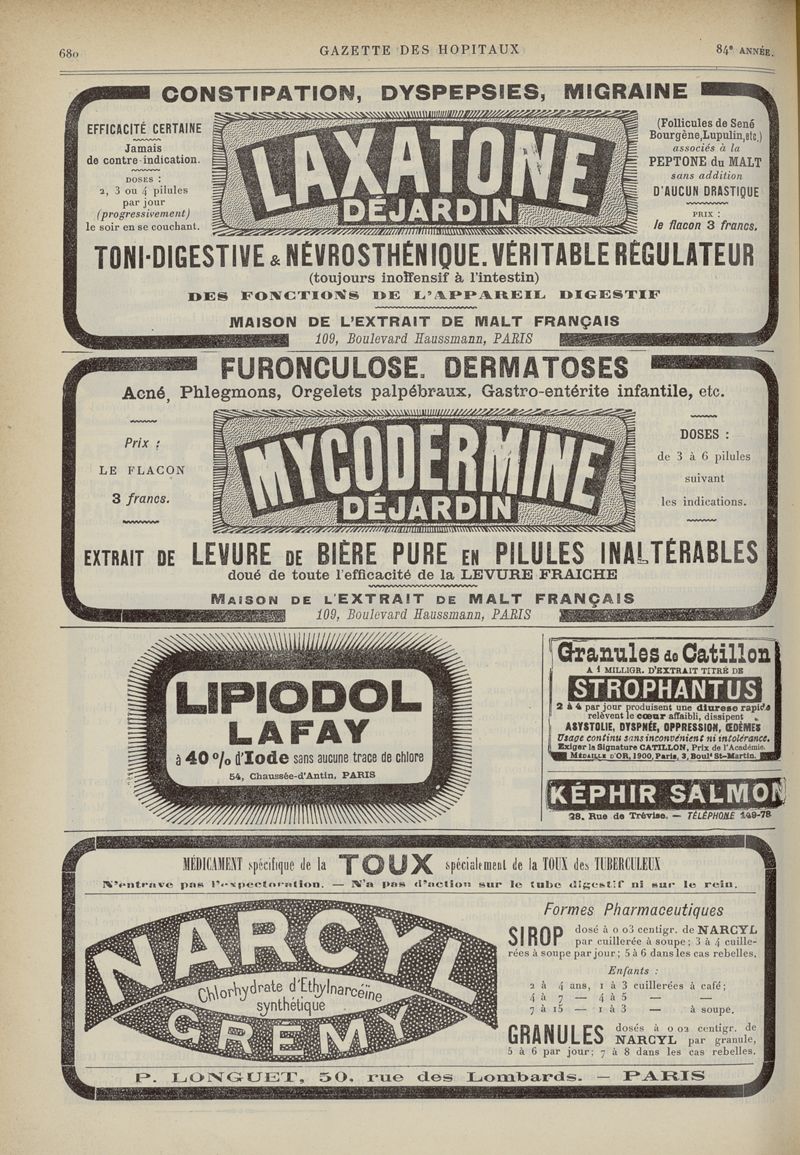 680
GAZETTE DES HOPITAUX
84e ANNÉE.
CONSTIPATION, DYSPEPSIES, MIGRAINE
EFFICACITÉ CERTAINE
Jamais
de contre-indication.
DOSES :
2, 3 ou 4 pilules
par jour
(progressivement)
le soir en se couchant.
LAXATONE
DÉJARDIN
(Follicules de Sené
Bourgène, Lupulin, etc.)
associés à la
PEPTONE du MALT
sans addition
D'AUCUN DRASTIQUE
PRIX :
le flacon 3 francs.
TONI-DIGESTIVE & NÉVROSTHÉNIQUE. VÉRITABLE RÉGULATEUR
(toujours inoffensif à l'intestin)
DES FONCTIONS DE L'APPAREIL DIGESTIF
MAISON DE L'EXTRAIT DE MALT FRANÇAIS
109, Boulevard Haussmann, PARIS
FURONCULOSE. DERMATOSES
Acné, Phlegmons, Orgelets palpébraux, Gastro-entérite infantile, etc.
Prix :
LE FLACON
3 francs.
MYCODERMINE
DÉJARDIN
DOSES :
de 3 à 6 pilules
suivant
les indications.
EXTRAIT DE LEVURE DE BIÈRE PURE EN PILULES INALTÉRABLES
doué de toute l'efficacité de la LEVURE FRAICHE
MAISON DE L'EXTRAIT DE MALT FRANÇAIS
109, Boulevard Haussmann, PARIS
LIPIODOL
LAFAY
à 40 % d'Iode sans aucune trace de chlore
54, Chaussée-d'Antin, PARIS
Granules de Catillon
A 1 MILLIGR. D'EXTRAIT TITRÉ DE
STROPHANTUS
2 à 4 par jour produisent une diurese rapide
relèvent le cœur affaibli, dissipent
ASYSTOLIE, DYSPNÉE, OPPRESSION, ŒDÈMES
Usage continu sans inconvénient ni intolérance.
Exiger la Signature CATILLON, Prix de l'Académie.
MÉDAILLE D'OR, 1900, Paris, 3, Boult St-Martin.
KÉPHIR SALMON
28, Rue de Trévise. — TÉLÉPHONE 149-78
MÉDICAMENT spécifique de la TOUX spécialement de la TOUX des TUBERCULEUX
N'entrave pas l'expectoration. — N'a pas d'action sur le tube digestif ni sur le rein.
NARCYL
Chlorhydrate d'Ethylnarcéine
synthétique
GRÉMY
Formes Pharmaceutiques
SIROP dosé à 0 03 centigr. de NARCYL
par cuillerée à soupe; 3 à 4 cuille-
rées à soupe par jour; 5 à 6 dans les cas rebelles.
Enfants :
2 à 4 ans, 1 à 3 cuillerées à café;
4 à 7 — 4 à 5 — —
7 à 15 — 1 à 3 — à soupe.
GRANULES dosés à 0 02 centigr. de
NARCYL par granule,
5 à 6 par jour; 7 à 8 dans les cas rebelles.
P. LONGUET, 50, rue des Lombards. — PARIS